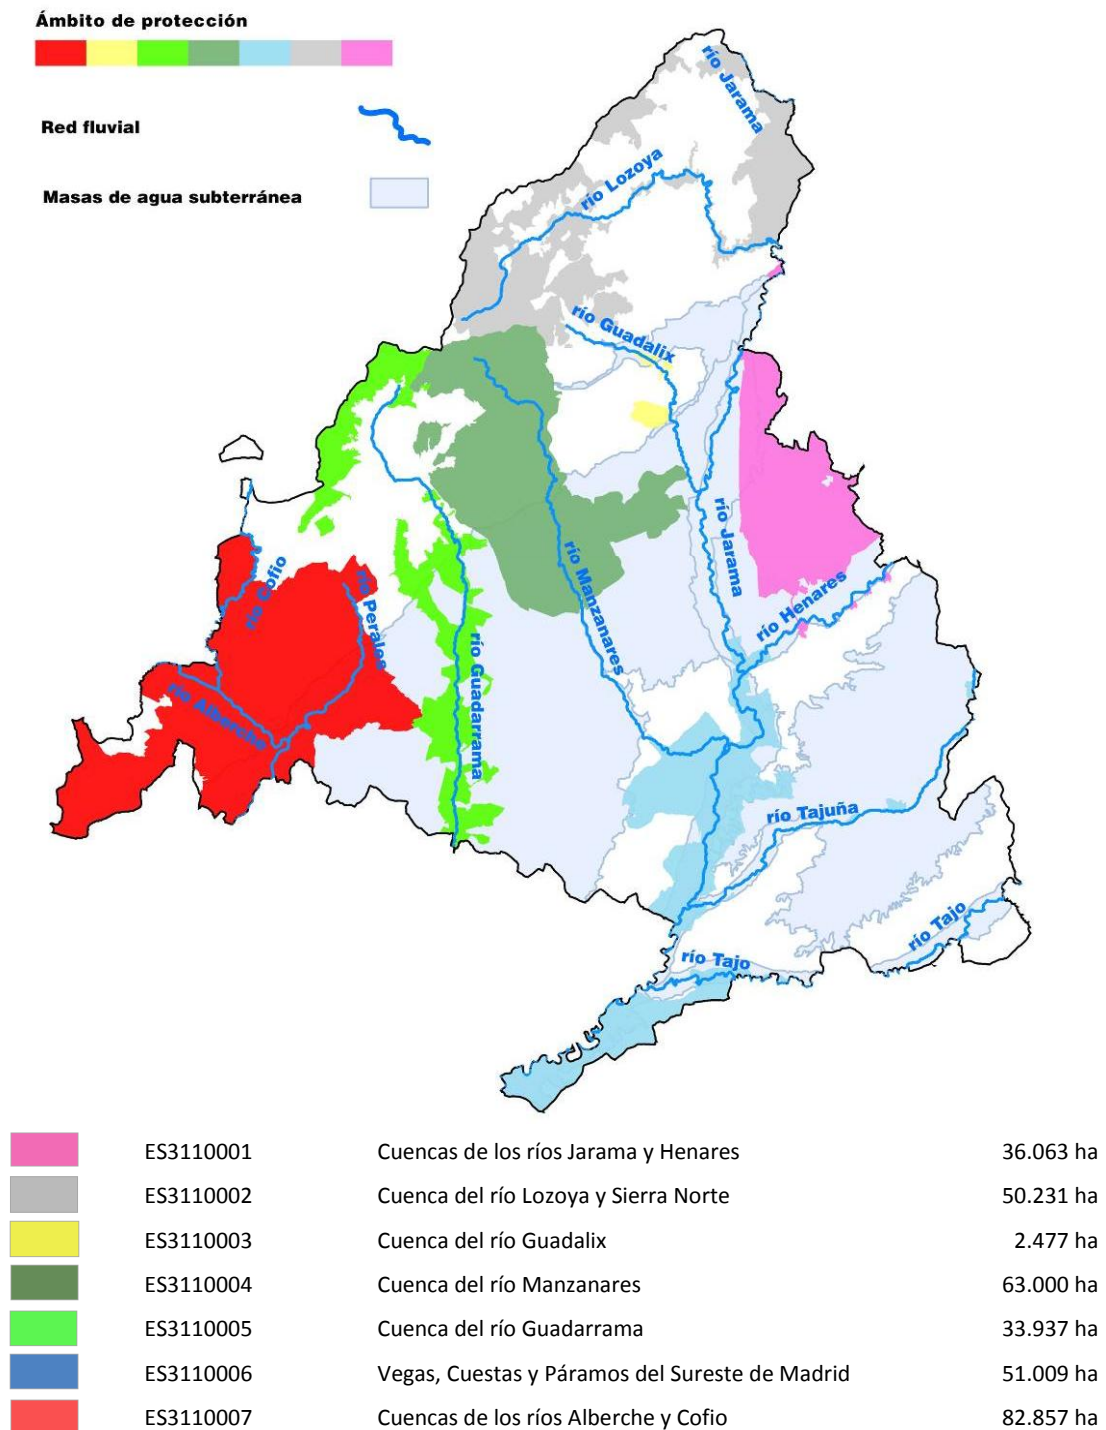 Ámbito de protección
Red fluvial
Masas de agua subterránea
río Jarama
río Lozoya
río Guadalix
río Jarama
río Manzanares
río Henares
río Cofio
río Perales
río Guadarrama
río Alberche
río Tajuña
río Tajo
río Tajo
ES3110001 Cuencas de los ríos Jarama y Henares 36.063 ha
ES3110002 Cuenca del río Lozoya y Sierra Norte 50.231 ha
ES3110003 Cuenca del río Guadalix 2.477 ha
ES3110004 Cuenca del río Manzanares 63.000 ha
ES3110005 Cuenca del río Guadarrama 33.937 ha
ES3110006 Vegas, Cuestas y Páramos del Sureste de Madrid 51.009 ha
ES3110007 Cuencas de los ríos Alberche y Cofio 82.857 ha